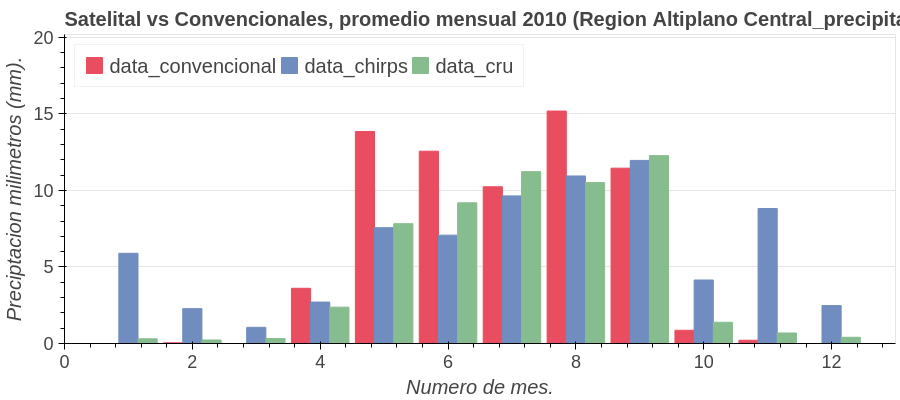 Satelital vs Convencionales, promedio mensual 2010 (Region Altiplano Central_precipita
20
data_convencional data_chirps data_cru
15
10
5
0
Preciptacion milimetros (mm).
0 2 4 6 8 10 12
Numero de mes.